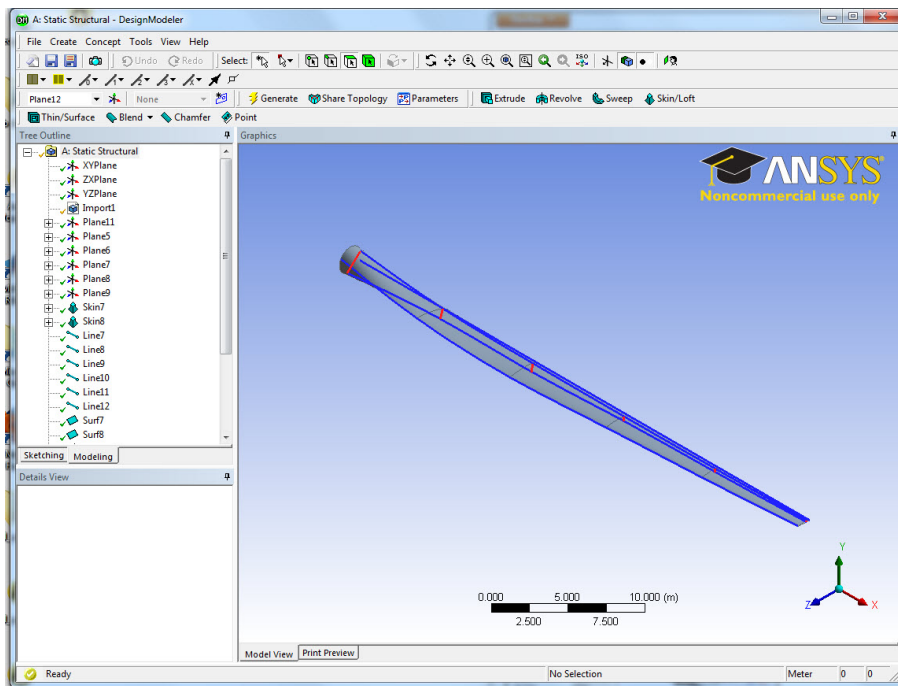 A: Static Structural - DesignModeler
File Create Concept Tools View Help
Undo Redo Select: ISO
Plane12 None Generate Share Topology Parameters Extrude Revolve Sweep Skin/Loft
Thin/Surface Blend Chamfer Point
Tree Outline
A: Static Structural
XYPlane
ZXPlane
YZPlane
Import1
Plane11
Plane5
Plane6
Plane7
Plane8
Plane9
Skin7
Skin8
Line7
Line8
Line9
Line10
Line11
Line12
Surf7
Surf8
Sketching Modeling
Details View
Graphics
ANSYS
Noncommercial use only
0.000 5.000 10.000 (m)
2.500 7.500
Y
Z X
Model View Print Preview
Ready No Selection Meter 0 0